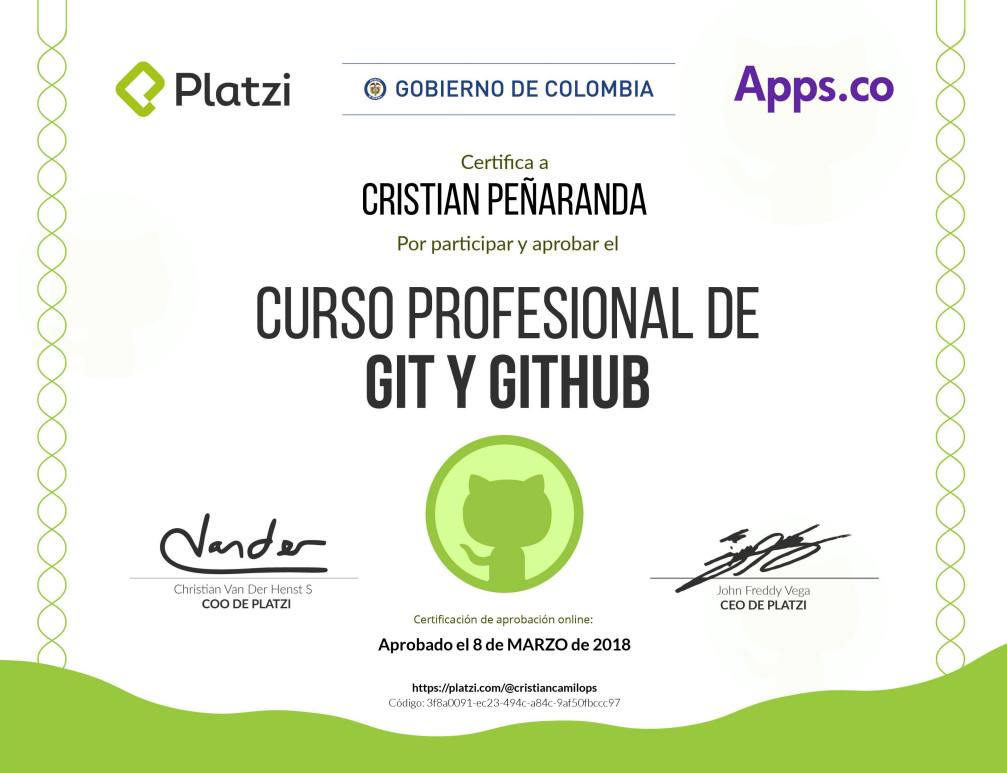 Platzi
GOBIERNO DE COLOMBIA
Apps.co
Certifica a
CRISTIAN PEÑARANDA
Por participar y aprobar el
CURSO PROFESIONAL DE
GIT Y GITHUB
Vander
Christian Van Der Henst S
COO DE PLATZI
John Freddy Vega
CEO DE PLATZI
Certificación de aprobación online:
Aprobado el 8 de MARZO de 2018
https://platzi.com/@cristiancamilops
Código: 3f8a0091-ec23-494c-a84c-9af50fbccc97